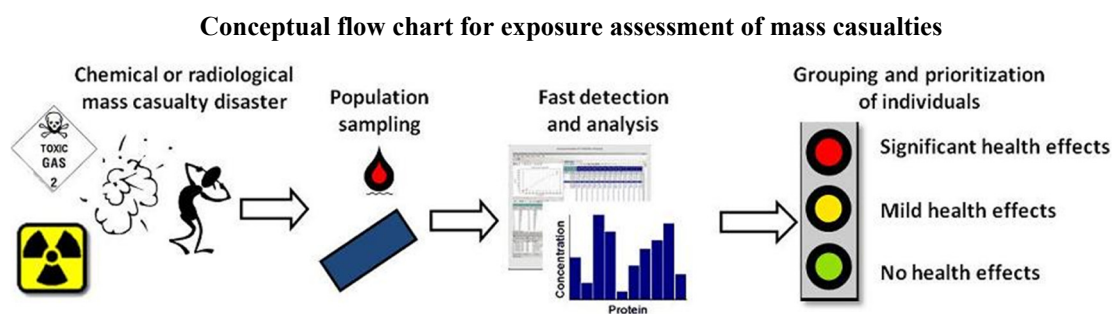 Conceptual flow chart for exposure assessment of mass casualties
Chemical or radiological
mass casualty disaster
TOXIC
GAS
2
Population
sampling
Fast detection
and analysis
Concentration
Protein
Grouping and prioritization
of individuals
Significant health effects
Mild health effects
No health effects